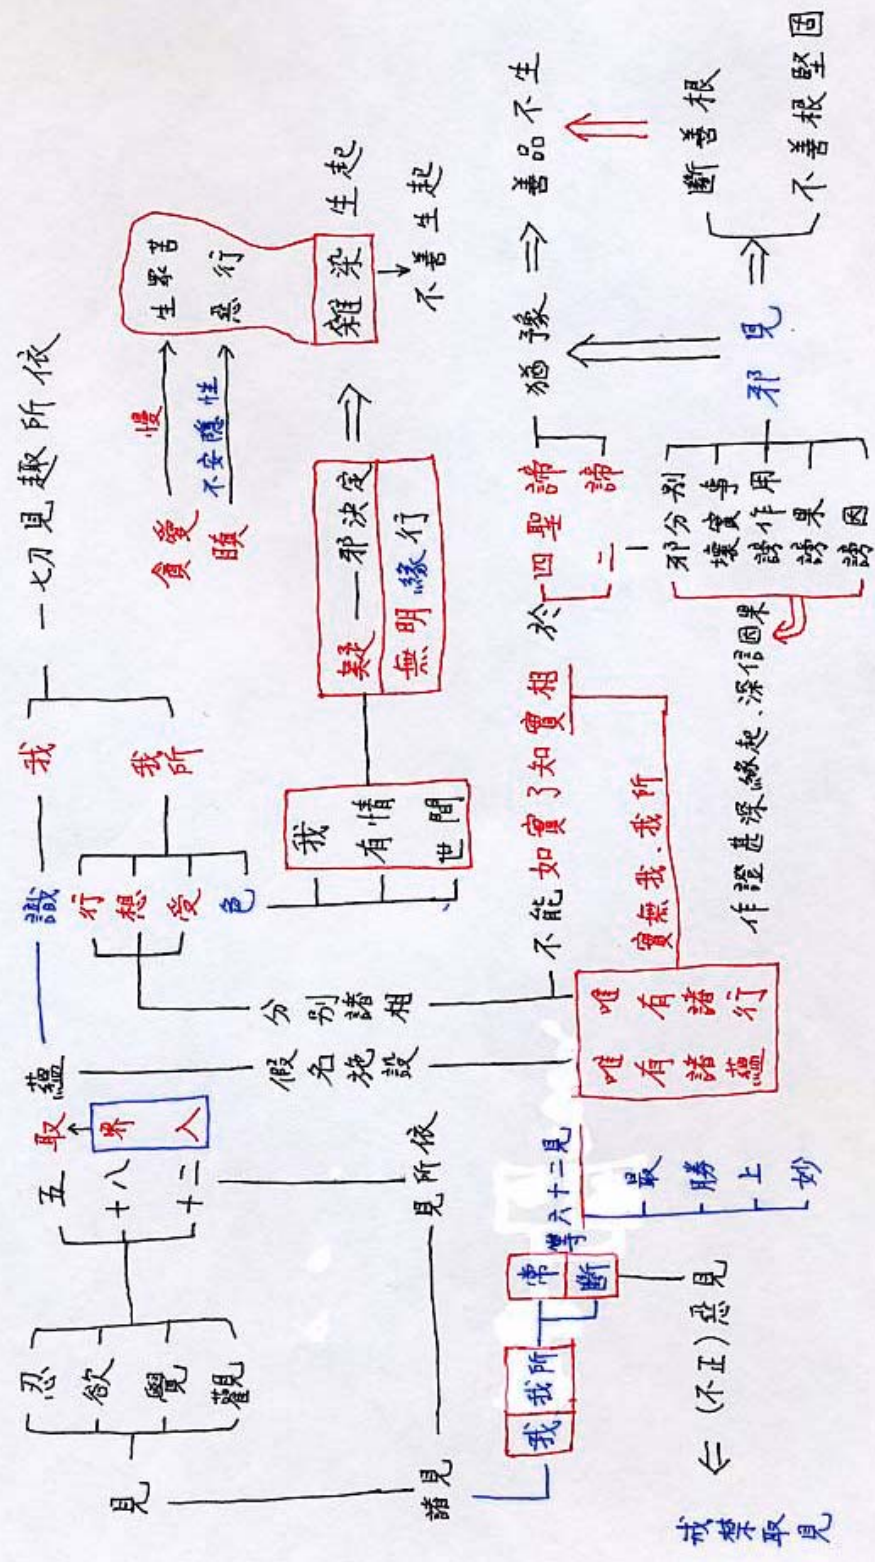 見
忍
欲
覺
觀
五取蘊
十八界
十二入
識
行
想
受
色
我
我所
一切見趣所依
貪愛
瞋
慢
不安隱性
生眾苦
惡行
雜染
生起
不善生起
我
有情
世間
疑—邪決定
無明緣行
分別諸相
假名施設
諸見
見所依
我
我所
常
斷
等六十二見
最
勝
上
妙
(不正)惡見
戒禁取見
唯有諸行
唯有諸蘊
不能如實了知實相
實無我、我所
於四聖諦
二諦
猶豫
善品不生
邪分別
壞實事
謗作用
謗果
謗因
邪見
斷善根
不善根堅固
作證甚深緣起、深信因果